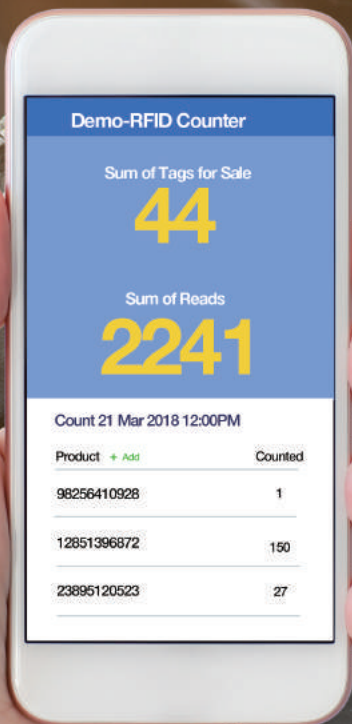 Demo-RFID Counter
Sum of Tags for Sale
44
Sum of Reads
2241
Count 21 Mar 2018 12:00PM
Product + Add Counted
98256410928 1
12851396872 150
23895120523 27